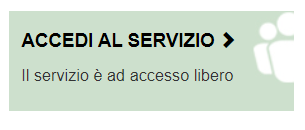 ACCEDI AL SERVIZIO
Il servizio è ad accesso libero